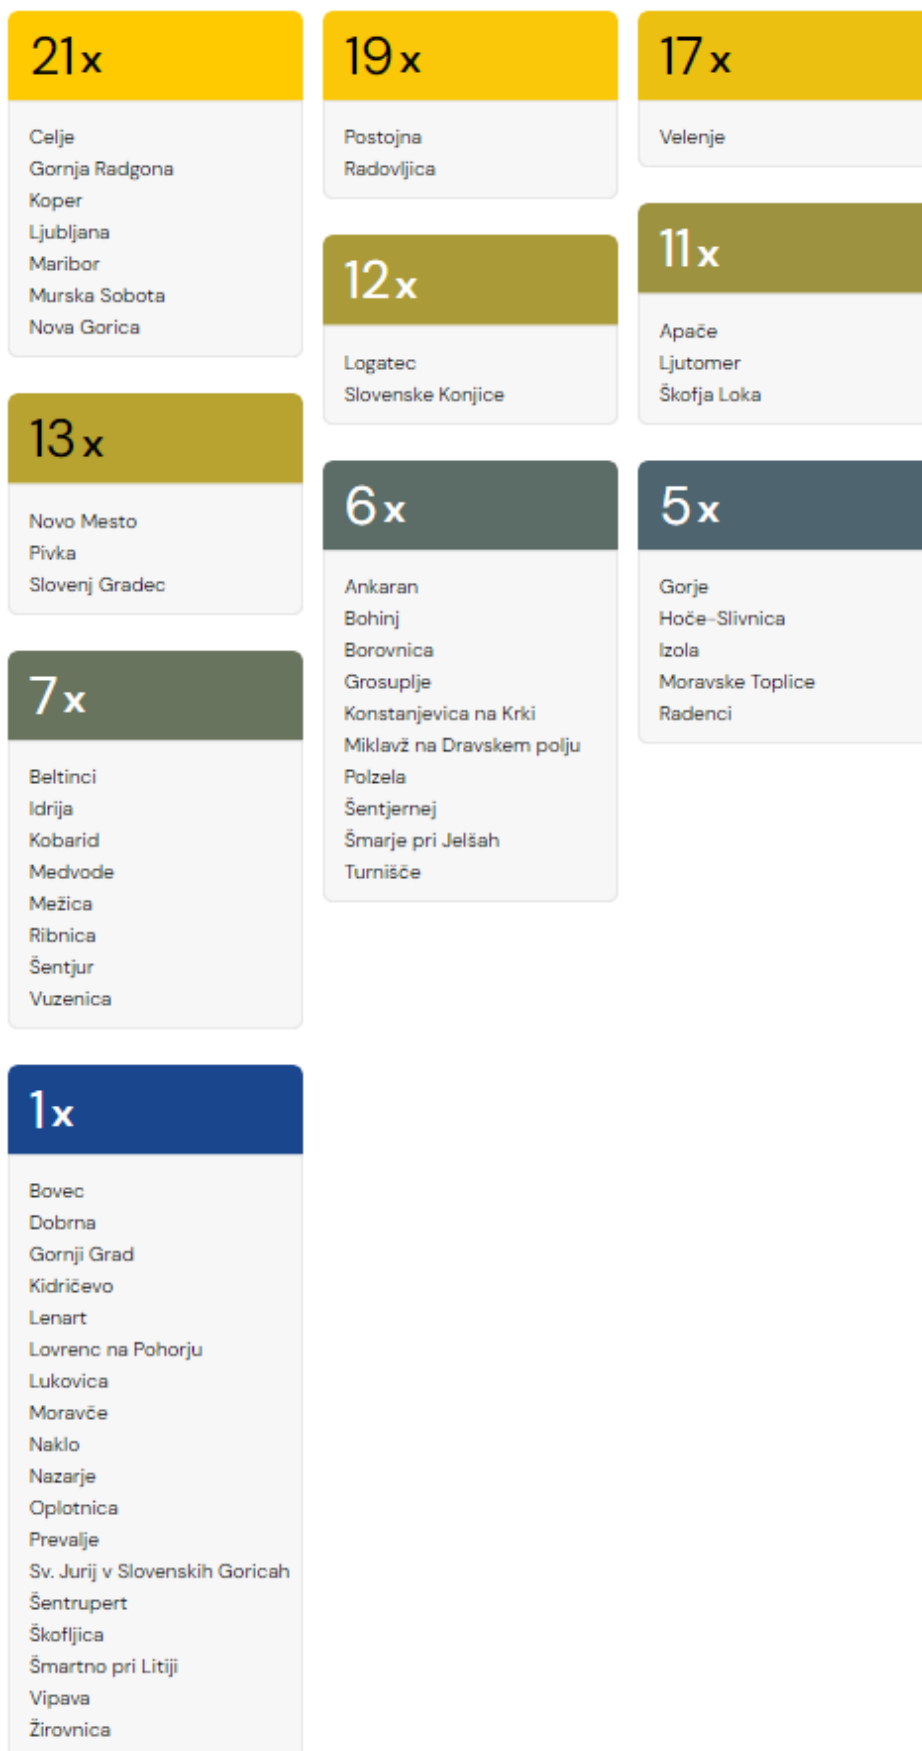 21x
Celje
Gornja Radgona
Koper
Ljubljana
Maribor
Murska Sobota
Nova Gorica
19x
Postojna
Radovljica
17x
Velenje
13x
Novo Mesto
Pivka
Slovenj Gradec
12x
Logatec
Slovenske Konjice
11x
Apače
Ljutomer
Škofja Loka
7x
Beltinci
Idrija
Kobarid
Medvode
Mežica
Ribnica
Šentjur
Vuzenica
6x
Ankaran
Bohinj
Borovnica
Grosuplje
Konstanjevica na Krki
Miklavž na Dravskem polju
Polzela
Šentjernej
Šmarje pri Jelšah
Turnišče
5x
Gorje
Hoče-Slivnica
Izola
Moravske Toplice
Radenci
1x
Bovec
Dobrna
Gornji Grad
Kidričevo
Lenart
Lovrenc na Pohorju
Lukovica
Moravče
Naklo
Nazarje
Oplotnica
Prevalje
Sv. Jurij v Slovenskih Goricah
Šentrupert
Škofljica
Šmartno pri Litiji
Vipava
Žirovnica